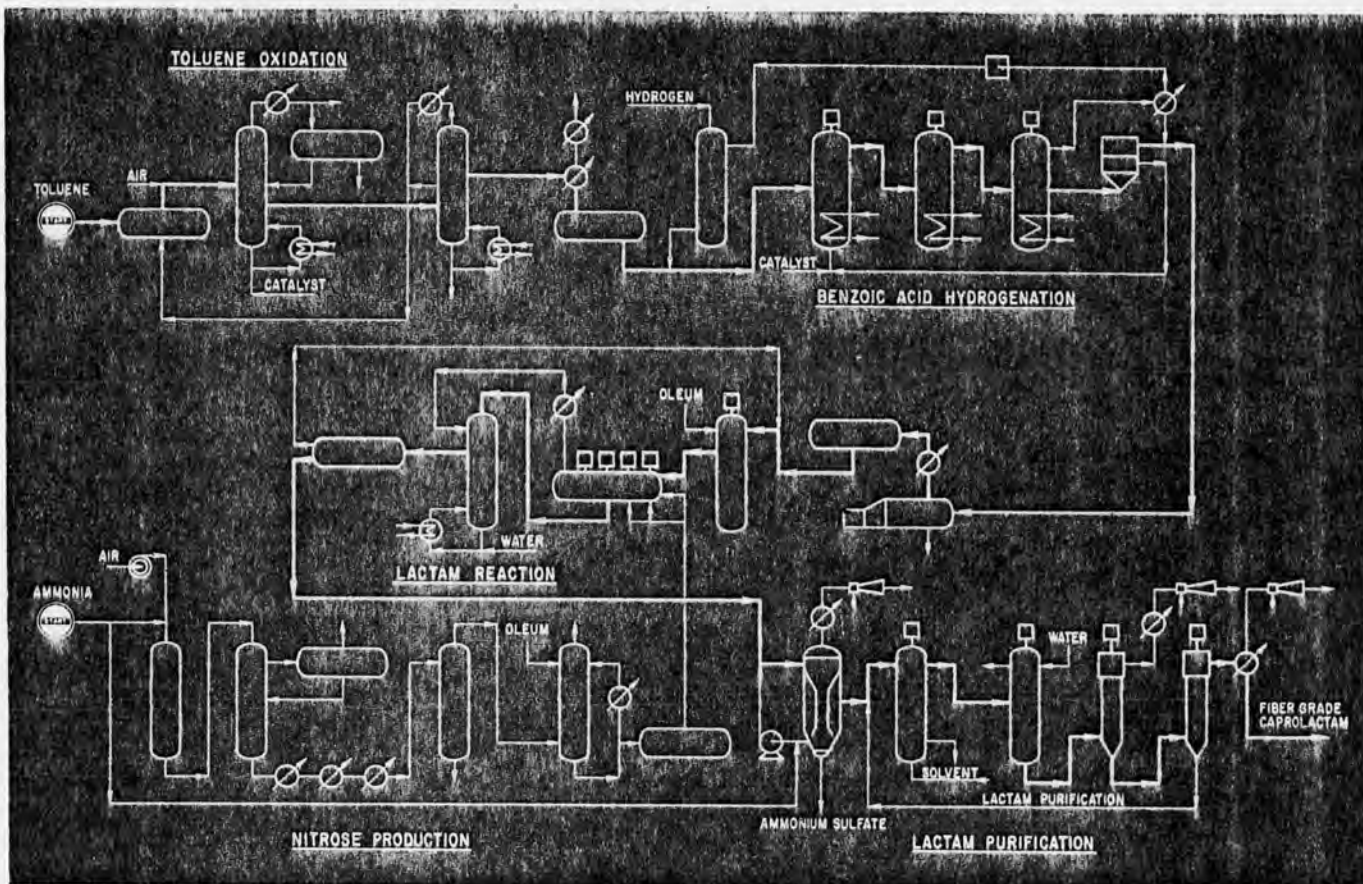 TOLUENE OXIDATION
HYDROGEN
AIR
TOLUENE
START
CATALYST
CATALYST
BENZOIC ACID HYDROGENATION
OLEUM
WATER
LACTAM REACTION
AIR
AMMONIA
START
OLEUM
WATER
FIBER GRADE
CAPROLACTAM
SOLVENT
LACTAM PURIFICATION
AMMONIUM SULFATE
NITROSE PRODUCTION
LACTAM PURIFICATION